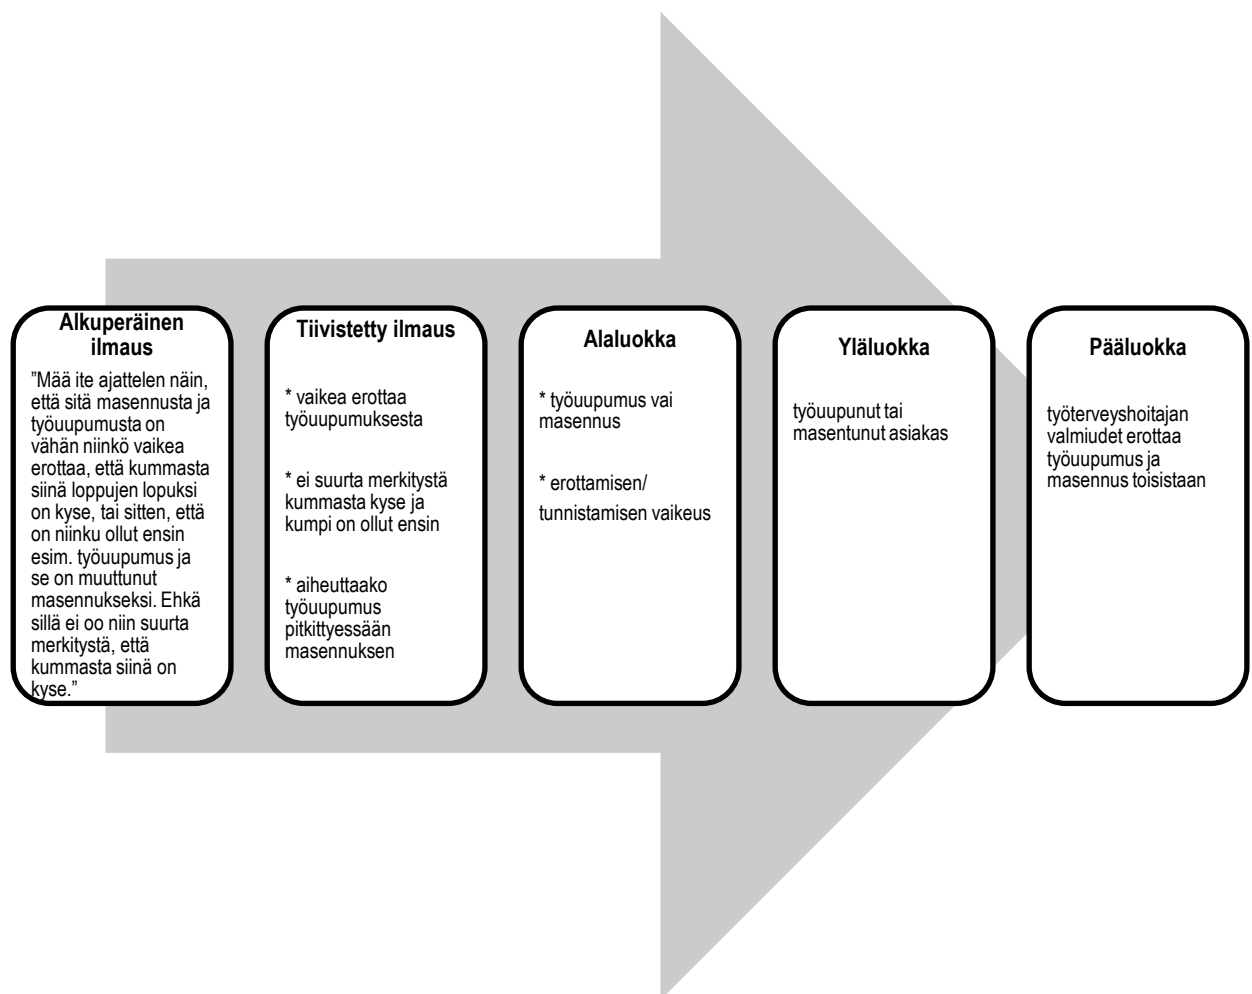 Alkuperäinen
ilmaus
”Mää ite ajattelen näin,
että sitä masennusta ja
työuupumusta on
vähän niinkö vaikea
erottaa, että kummasta
siinä loppujen lopuksi
on kyse, tai sitten, että
on niinku ollut ensin
esim. työuupumus ja
se on muuttunut
masennukseksi. Ehkä
sillä ei oo niin suurta
merkitystä, että
kummasta siinä on
kyse.”
Tiivistetty ilmaus
* vaikea erottaa
työuupumuksesta
* ei suurta merkitystä
kummasta kyse ja
kumpi on ollut ensin
* aiheuttaako
työuupumus
pitkittyessään
masennuksen
Alaluokka
* työuupumus vai
masennus
* erottamisen/
tunnistamisen vaikeus
Yläluokka
työuupunut tai
masentunut asiakas
Pääluokka
työterveyshoitajan
valmiudet erottaa
työuupumus ja
masennus toisistaan